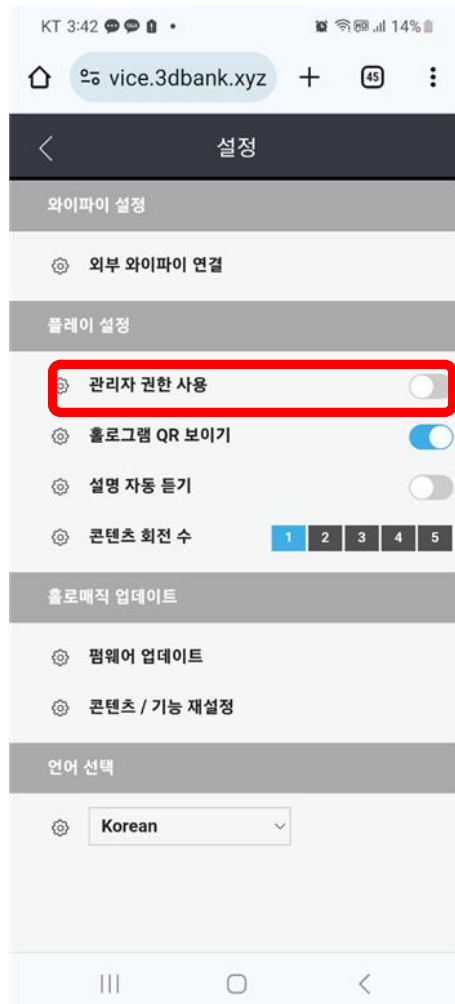 KT 3:42
14%
vice.3dbank.xyz
45
설정
와이파이 설정
외부 와이파이 연결
플레이 설정
관리자 권한 사용
홀로그램 QR 보이기
설명 자동 듣기
콘텐츠 회전 수 1 2 3 4 5
홀로매직 업데이트
펌웨어 업데이트
콘텐츠 / 기능 재설정
언어 선택
Korean